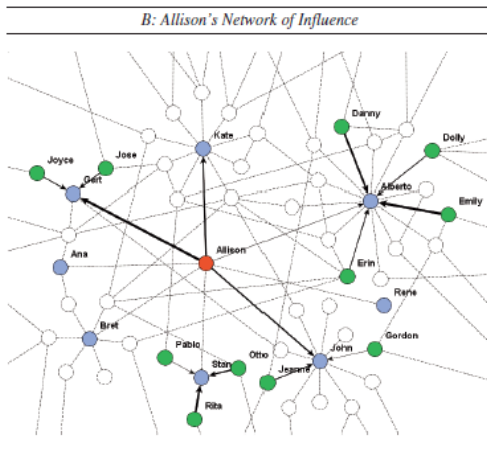 B: Allison's Network of Influence
Danny
Kate
Dolly
Joyce
Jose
Gert
Alberto
Emily
Allison
Ana
Erin
Rene
Bret
Gordon
Pablo
Otto
John
Stan
Jeanne
Rita